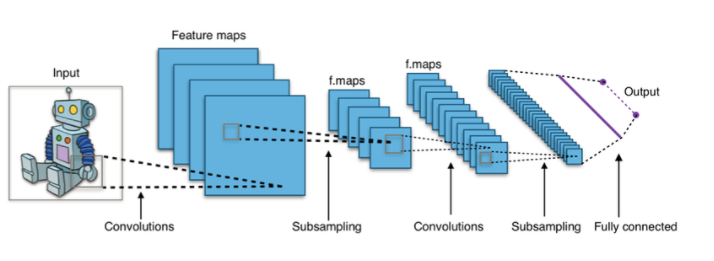 Feature maps
Input
f.maps
f.maps
Output
Convolutions
Subsampling
Convolutions
Subsampling
Fully connected